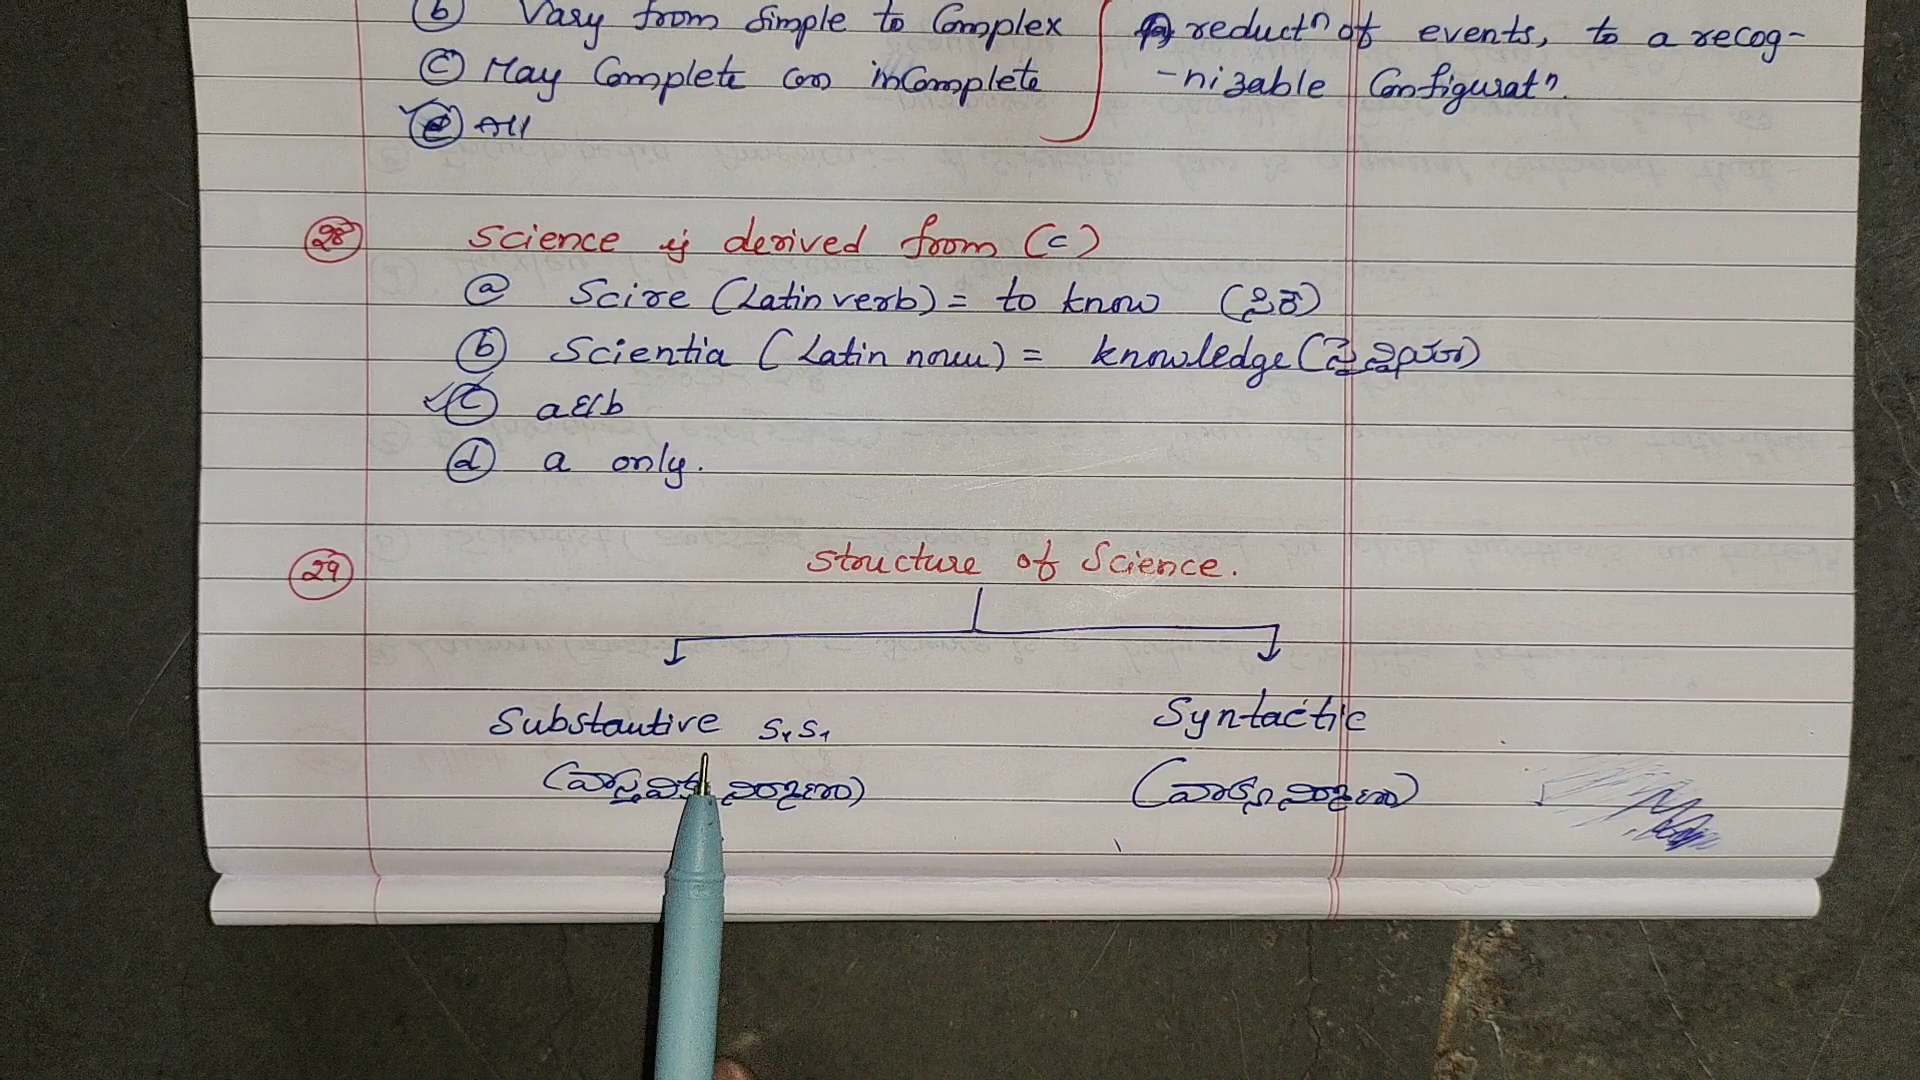 (b) Vary from Simple to Complex
(c) May Complete (or) inComplete
(e) All
reductⁿ of events, to a recog-
-nizable Configuratⁿ.
(28) Science is derived from (c)
(a) Scire (Latin verb) = to know
(b) Scientia (Latin noun) = knowledge
(c) a & b
(d) a only.
(29) Structure of Science.
Substantive
Syntactic